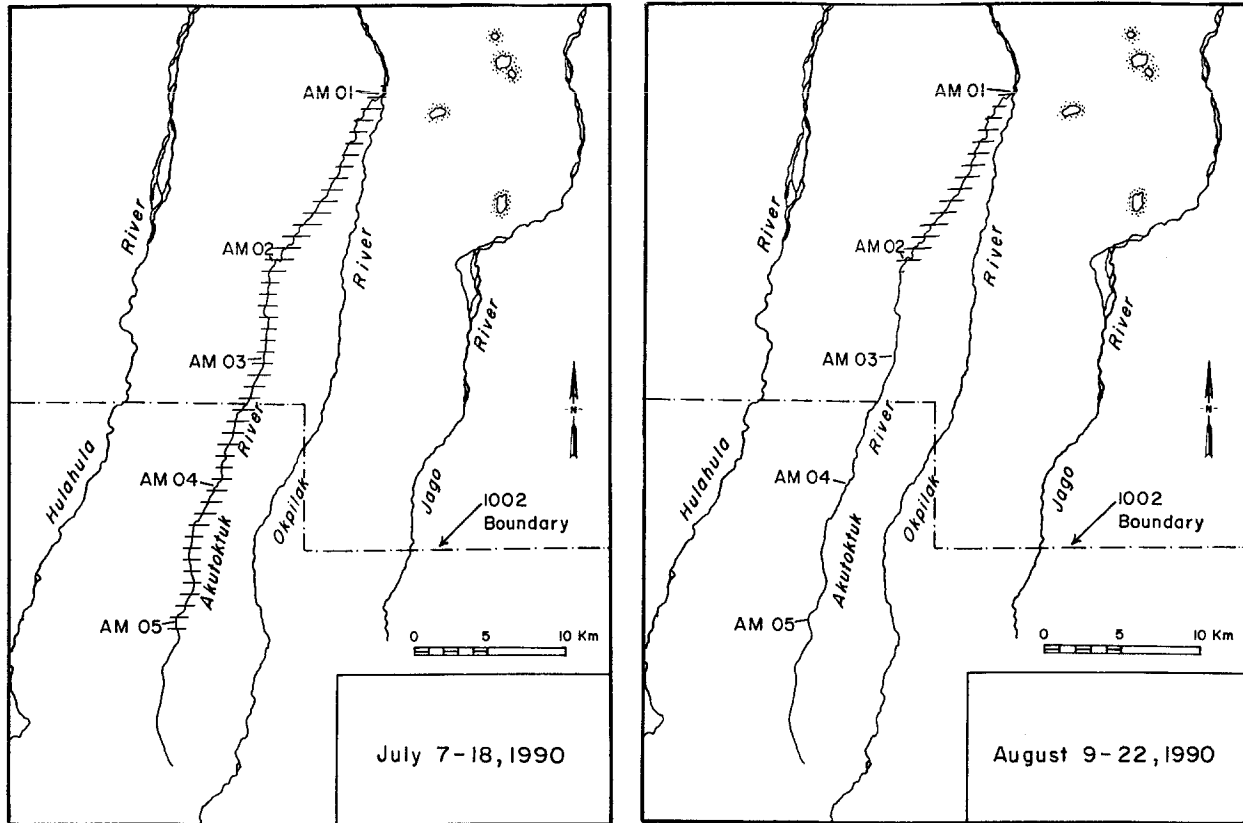 AM 01
AM 02
River
River
River
AM 03
River
AM 04
Hulahula
Okpilak
Jago
Akutoktuk
1002
Boundary
N
AM 05
0 5 10 Km
July 7-18, 1990
AM 01
AM 02
River
River
River
AM 03
River
AM 04
Hulahula
Okpilak
Jago
Akutoktuk
1002
Boundary
N
AM 05
0 5 10 Km
August 9-22, 1990